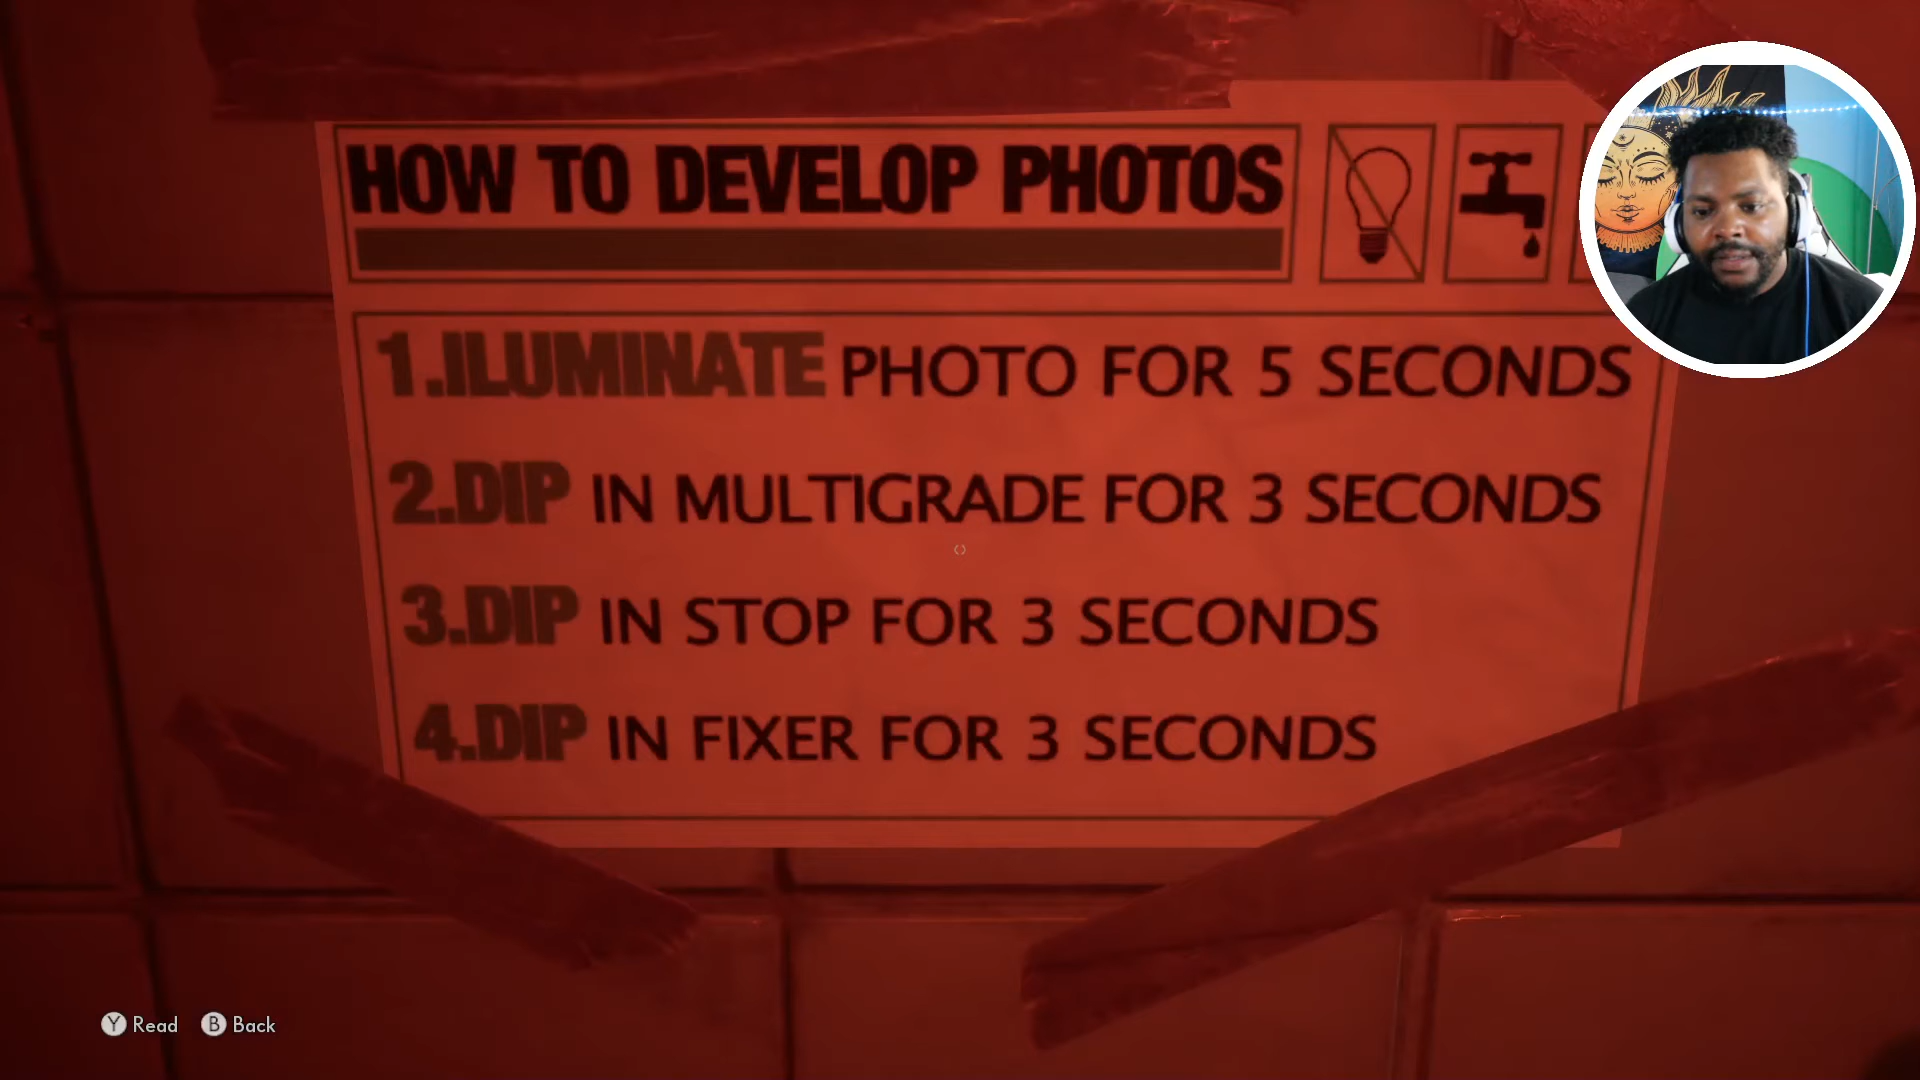 HOW TO DEVELOP PHOTOS
1.ILUMINATE PHOTO FOR 5 SECONDS
2.DIP IN MULTIGRADE FOR 3 SECONDS
3.DIP IN STOP FOR 3 SECONDS
4.DIP IN FIXER FOR 3 SECONDS
Y Read B Back